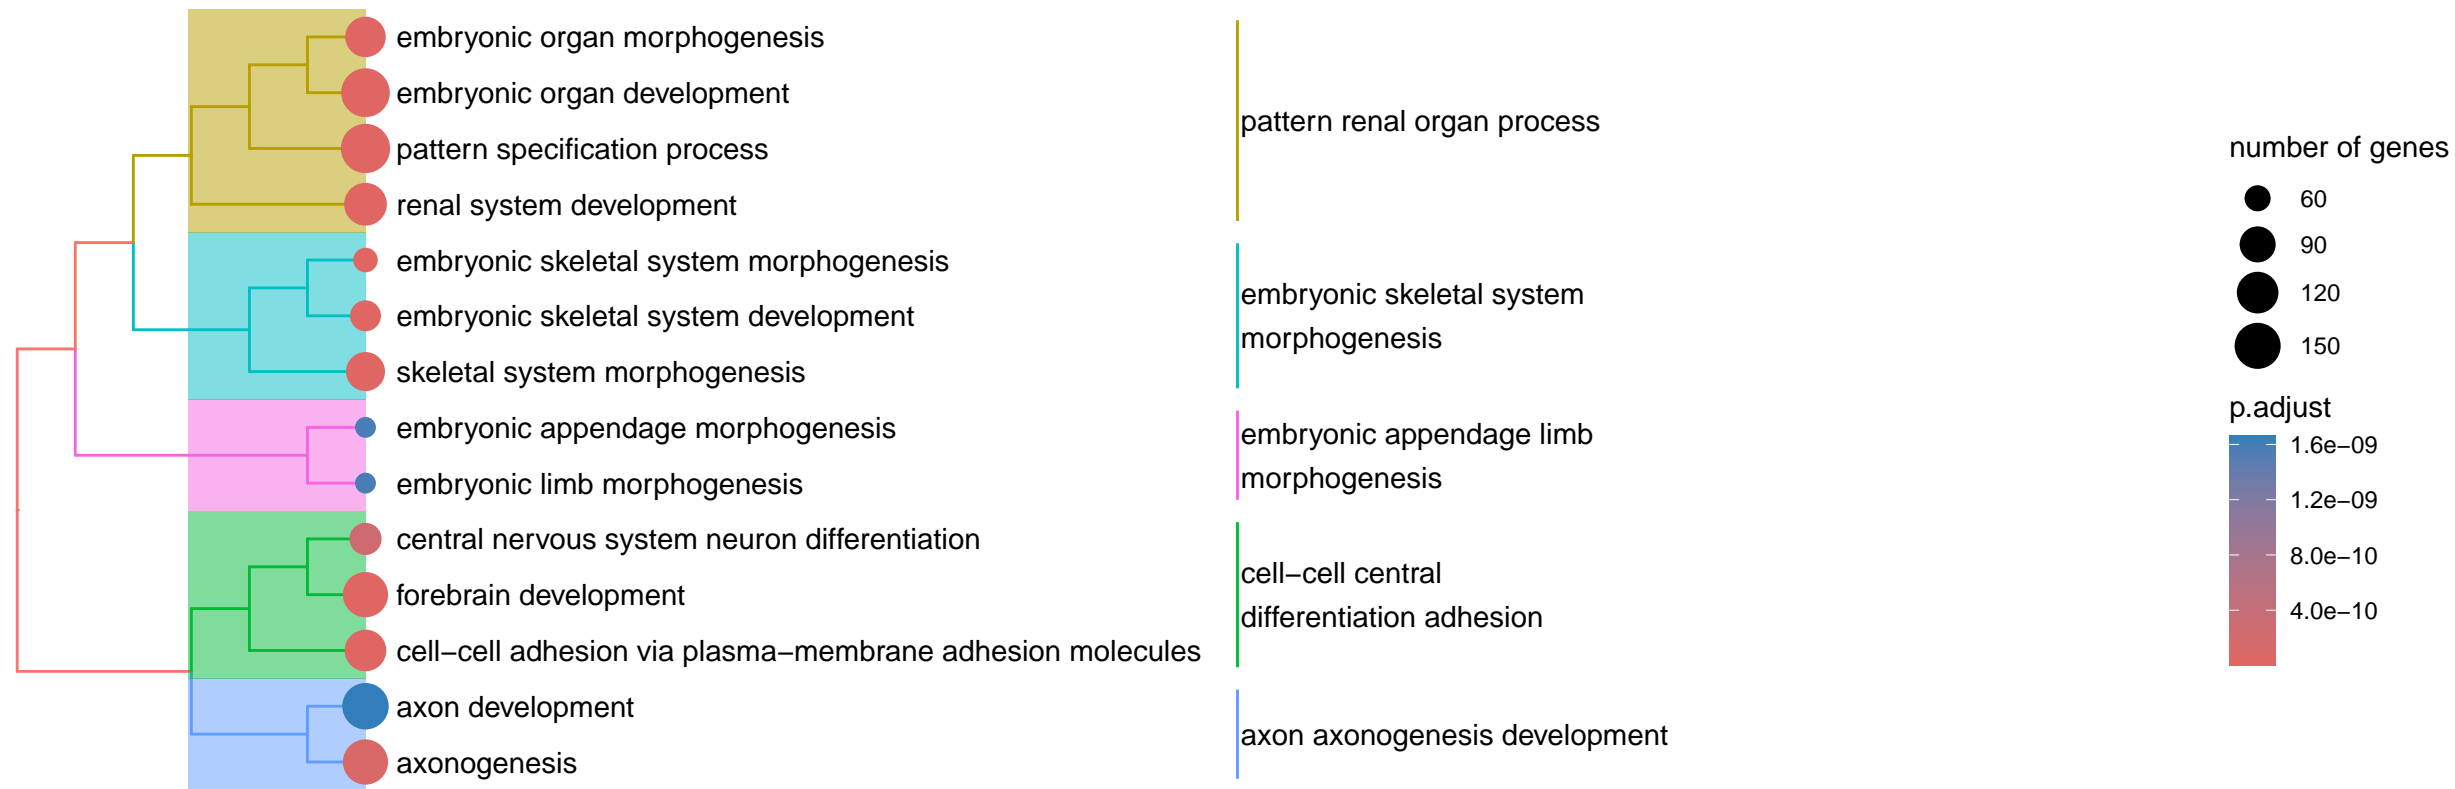 embryonic organ morphogenesis
embryonic organ development
pattern specification process
renal system development
embryonic skeletal system morphogenesis
embryonic skeletal system development
skeletal system morphogenesis
embryonic appendage morphogenesis
embryonic limb morphogenesis
central nervous system neuron differentiation
forebrain development
cell−cell adhesion via plasma−membrane adhesion molecules
axon development
axonogenesis
pattern renal organ process
embryonic skeletal system
morphogenesis
embryonic appendage limb
morphogenesis
cell−cell central
differentiation adhesion
axon axonogenesis development
number of genes
60
90
120
150
p.adjust
1.6e−09
1.2e−09
8.0e−10
4.0e−10